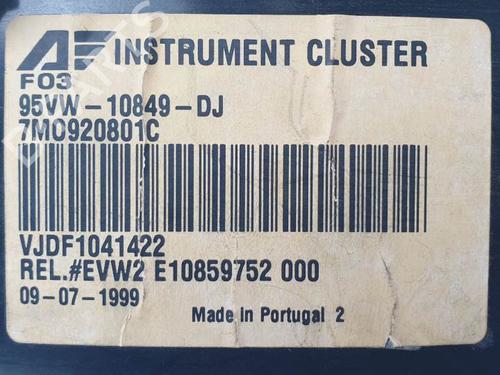 AE INSTRUMENT CLUSTER
F03
95VW-10849-DJ
7M0920801C
VJDF1041422
REL.#EVW2 E10859752 000
09-07-1999
Made in Portugal 2